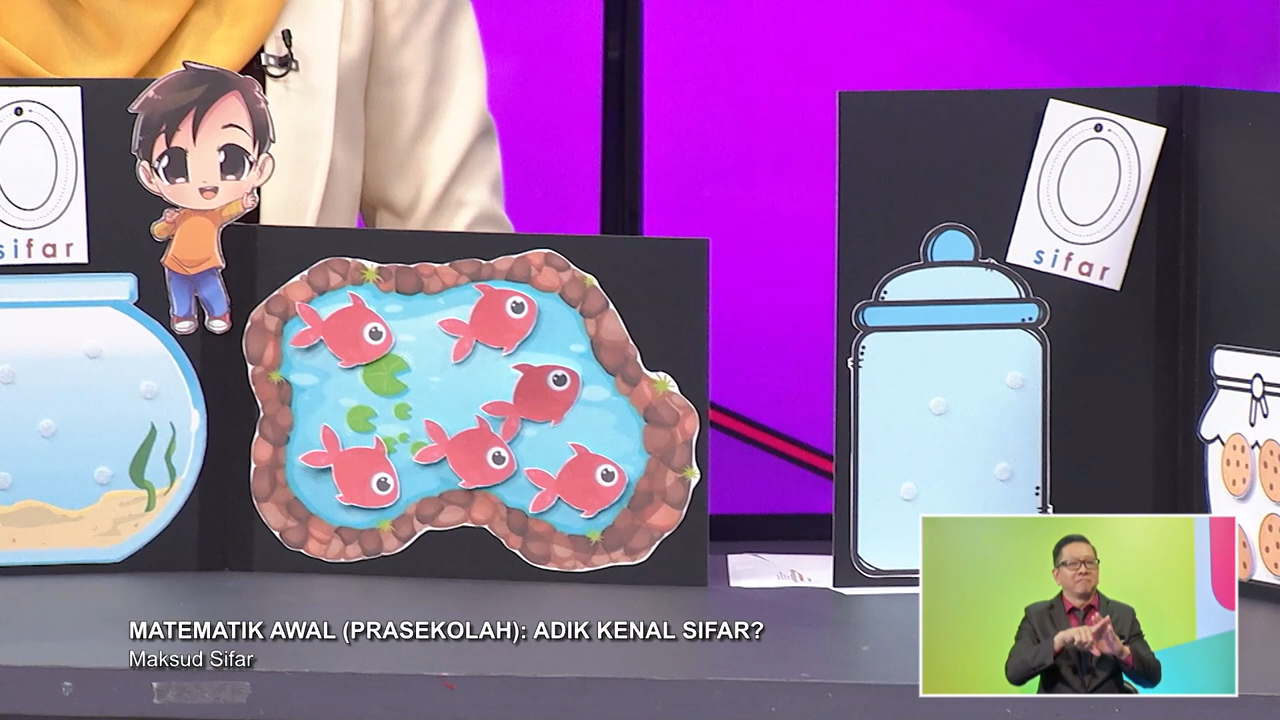 sifar
sifar
MATEMATIK AWAL (PRASEKOLAH): ADIK KENAL SIFAR?
Maksud Sifar